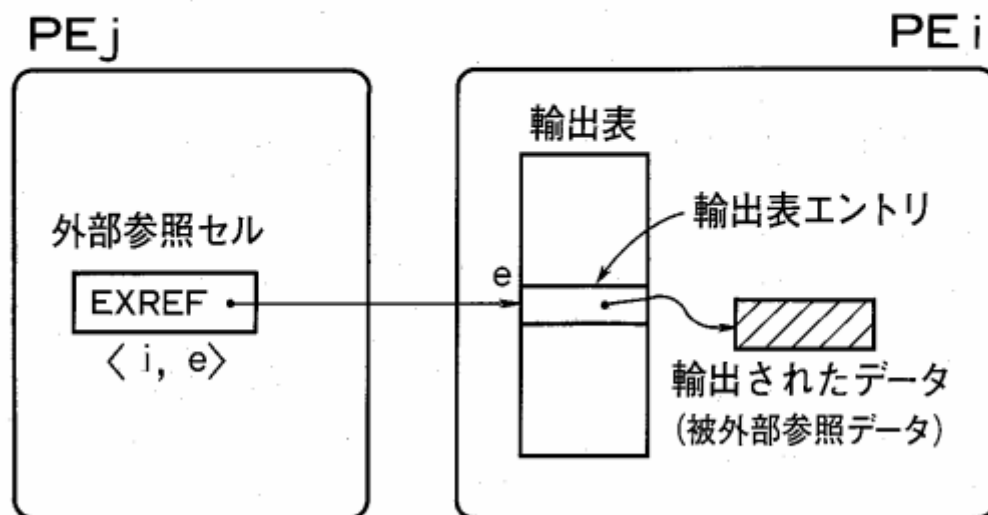 PEj
外部参照セル
EXREF
〈 i, e〉
PEi
輸出表
輸出表エントリ
e
輸出されたデータ
(被外部参照データ)